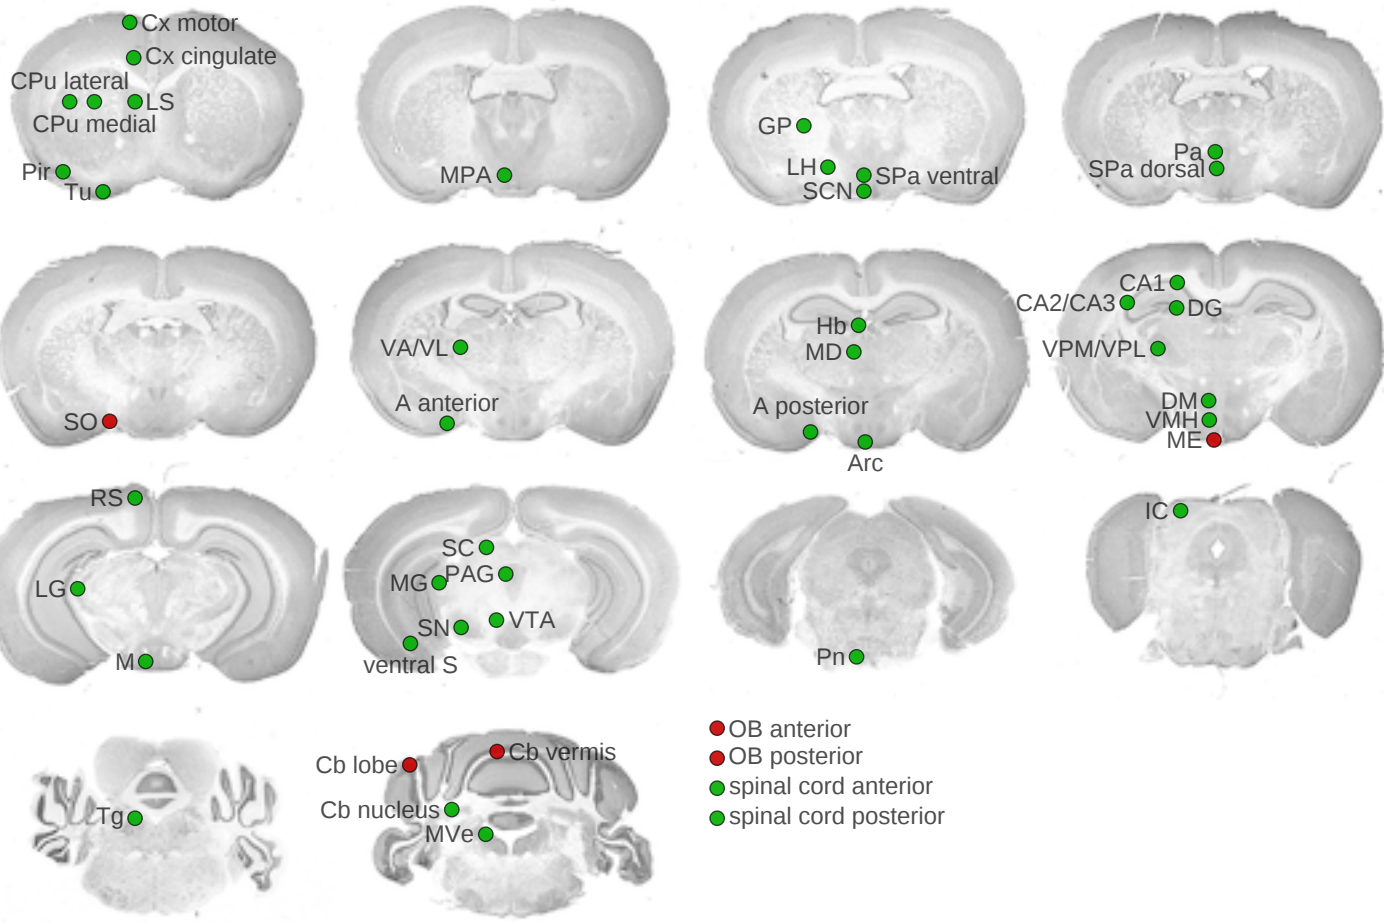 Cx motor
Cx cingulate
CPu lateral
LS
CPu medial
Pir
Tu
MPA
GP
LH
SPa ventral
SCN
Pa
SPa dorsal
SO
VA/VL
A anterior
Hb
MD
A posterior
Arc
CA1
CA2/CA3
DG
VPM/VPL
DM
VMH
ME
RS
LG
M
SC
MG
PAG
SN
VTA
ventral S
Pn
IC
Tg
Cb lobe
Cb vermis
Cb nucleus
MVe
OB anterior
OB posterior
spinal cord anterior
spinal cord posterior